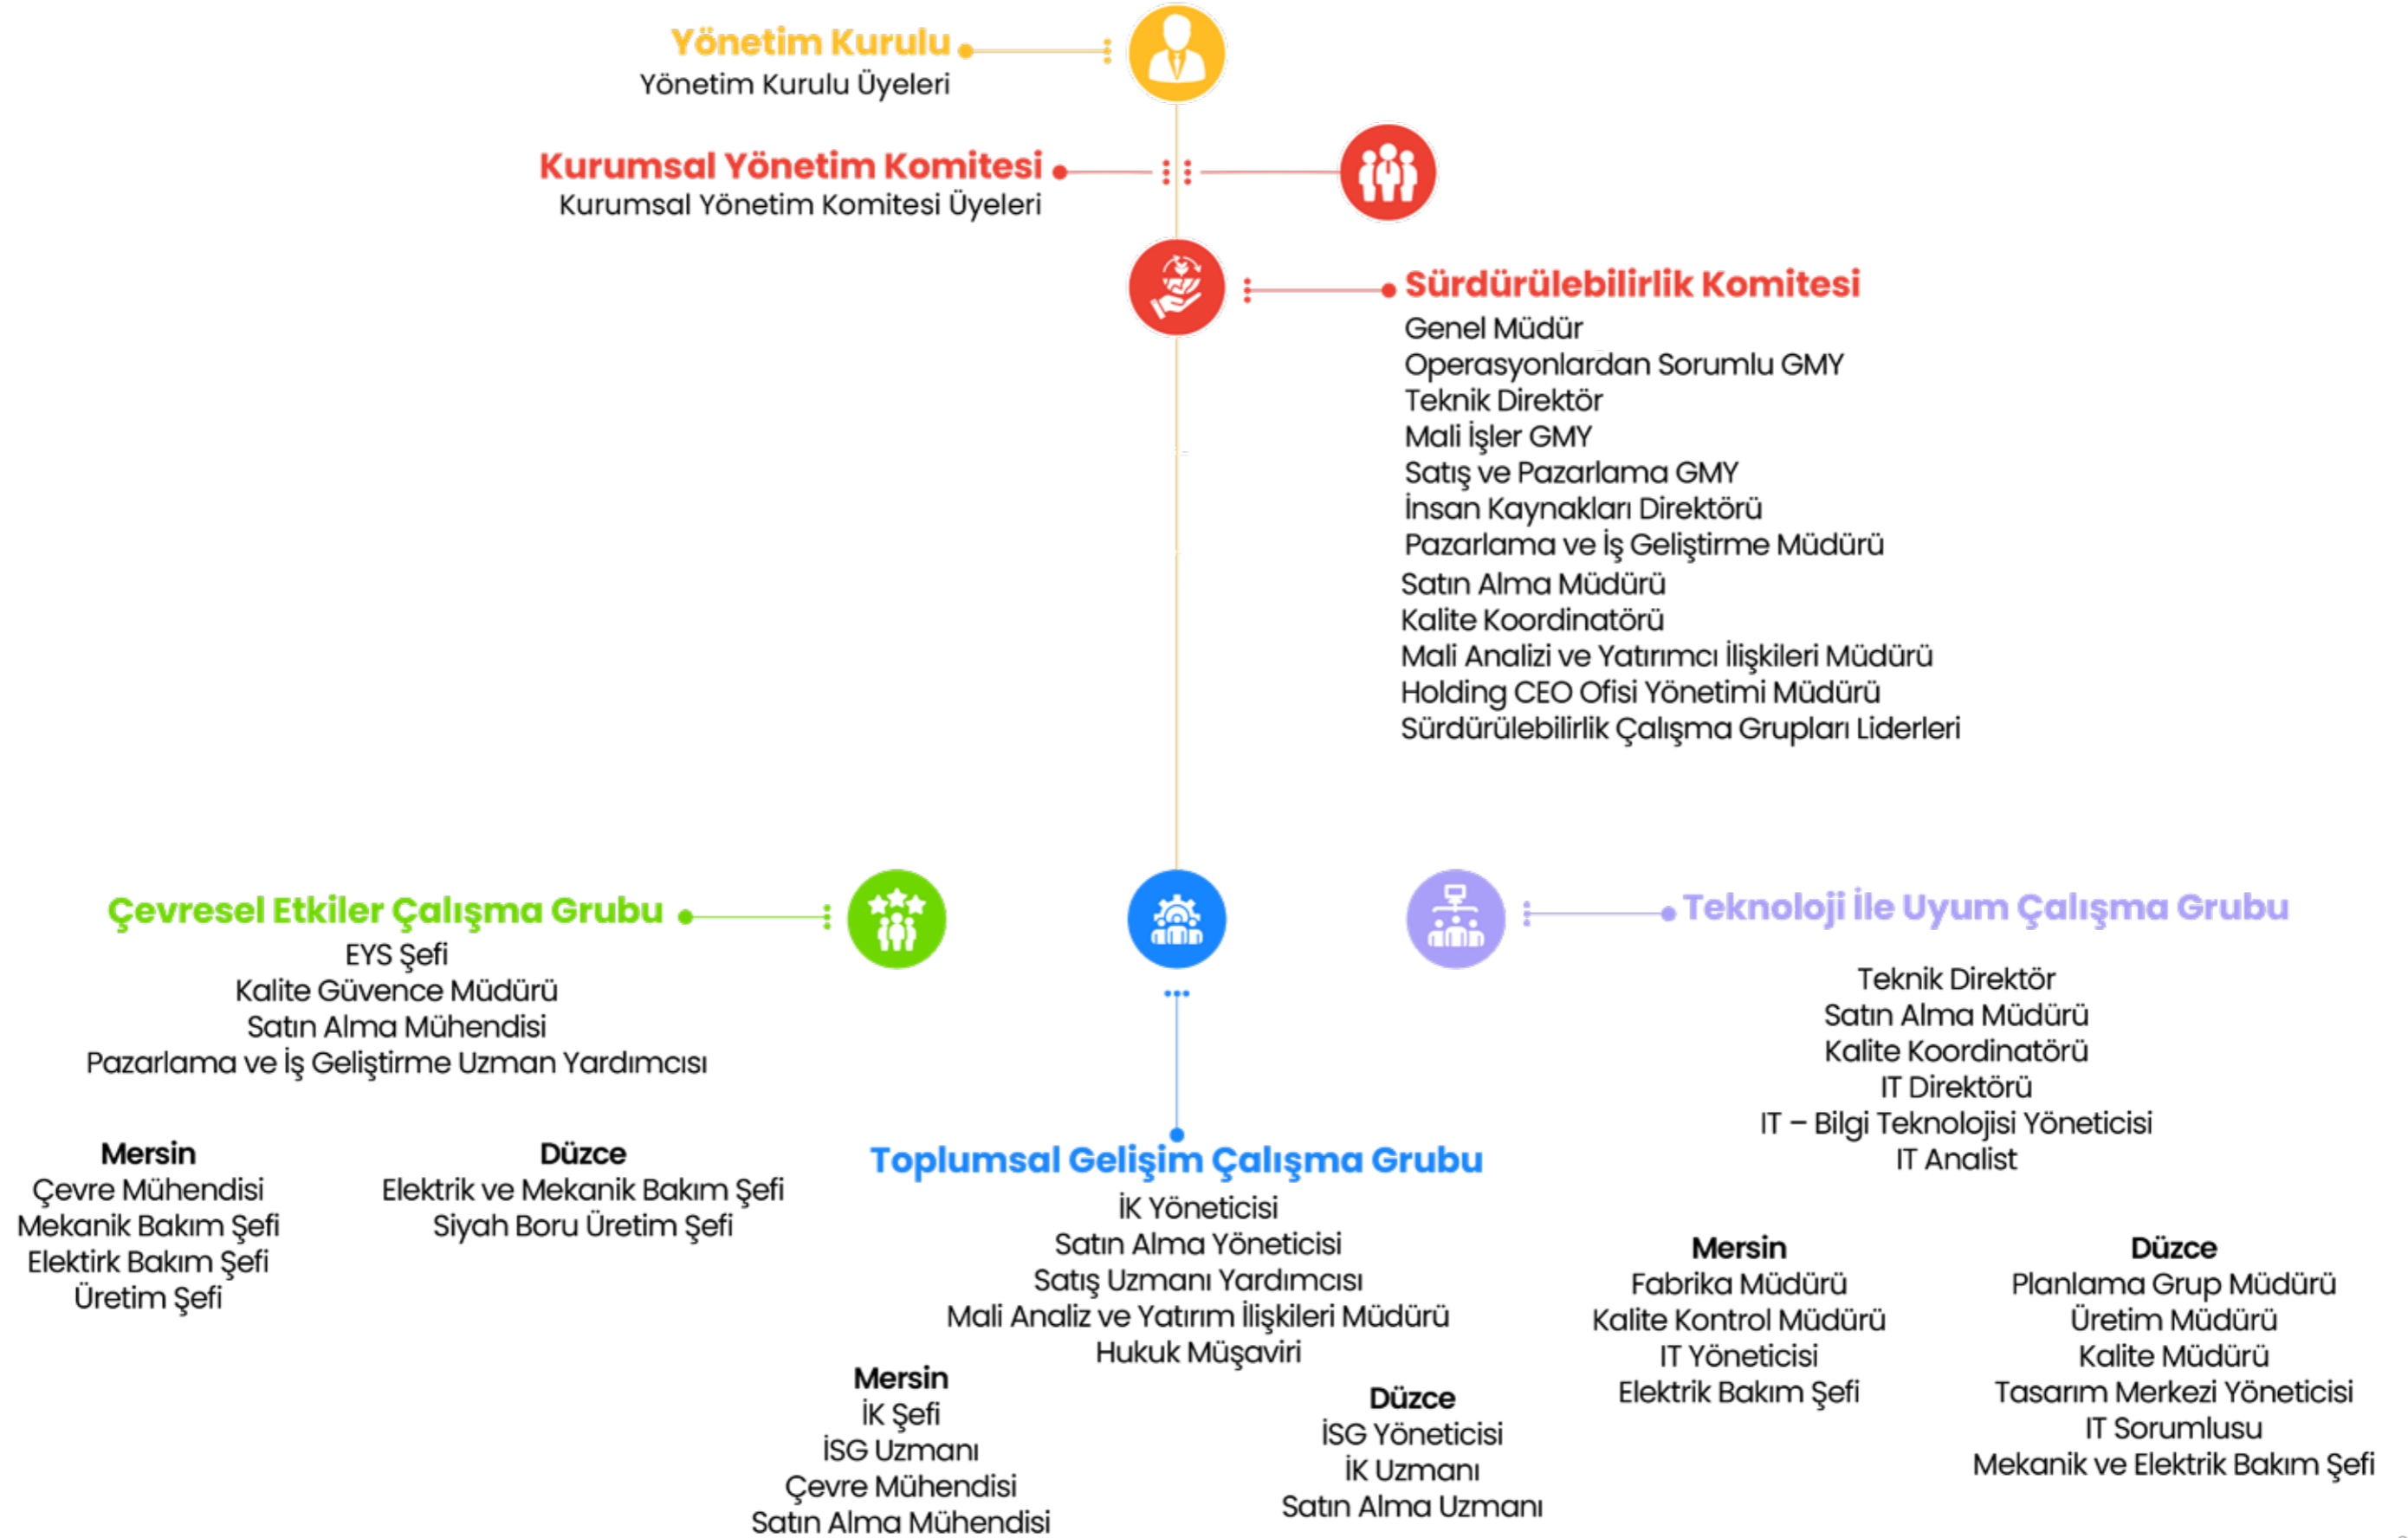 Yönetim Kurulu
Yönetim Kurulu Üyeleri
Kurumsal Yönetim Komitesi
Kurumsal Yönetim Komitesi Üyeleri
Sürdürülebilirlik Komitesi
Genel Müdür
Operasyonlardan Sorumlu GMY
Teknik Direktör
Mali İşler GMY
Satış ve Pazarlama GMY
İnsan Kaynakları Direktörü
Pazarlama ve İş Geliştirme Müdürü
Satın Alma Müdürü
Kalite Koordinatörü
Mali Analizi ve Yatırımcı İlişkileri Müdürü
Holding CEO Ofisi Yönetimi Müdürü
Sürdürülebilirlik Çalışma Grupları Liderleri
Çevresel Etkiler Çalışma Grubu
EYS Şefi
Kalite Güvence Müdürü
Satın Alma Mühendisi
Pazarlama ve İş Geliştirme Uzman Yardımcısı
Mersin
Çevre Mühendisi
Mekanik Bakım Şefi
Elektirk Bakım Şefi
Üretim Şefi
Düzce
Elektrik ve Mekanik Bakım Şefi
Siyah Boru Üretim Şefi
Toplumsal Gelişim Çalışma Grubu
İK Yöneticisi
Satın Alma Yöneticisi
Satış Uzmanı Yardımcısı
Mali Analiz ve Yatırım İlişkileri Müdürü
Hukuk Müşaviri
Mersin
İK Şefi
İSG Uzmanı
Çevre Mühendisi
Satın Alma Mühendisi
Düzce
İSG Yöneticisi
İK Uzmanı
Satın Alma Uzmanı
Teknoloji İle Uyum Çalışma Grubu
Teknik Direktör
Satın Alma Müdürü
Kalite Koordinatörü
IT Direktörü
IT – Bilgi Teknolojisi Yöneticisi
IT Analist
Mersin
Fabrika Müdürü
Kalite Kontrol Müdürü
IT Yöneticisi
Elektrik Bakım Şefi
Düzce
Planlama Grup Müdürü
Üretim Müdürü
Kalite Müdürü
Tasarım Merkezi Yöneticisi
IT Sorumlusu
Mekanik ve Elektrik Bakım Şefi